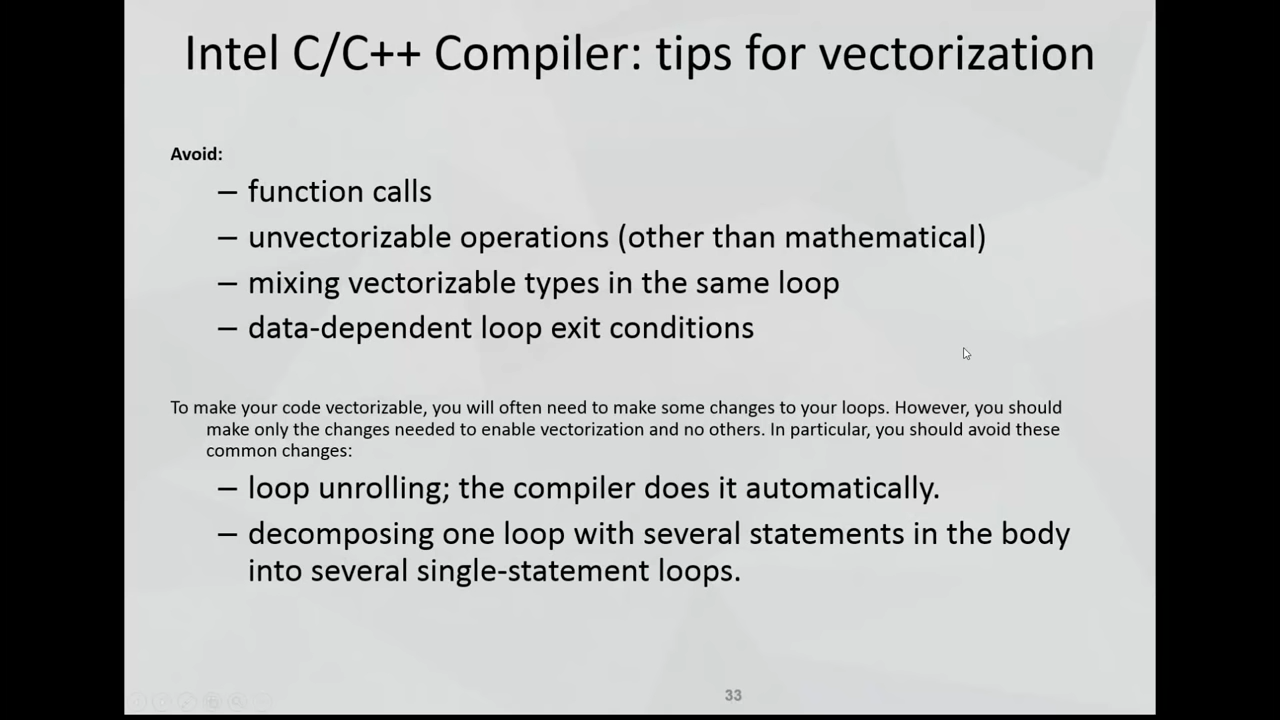 Intel C/C++ Compiler: tips for vectorization
Avoid:
– function calls
– unvectorizable operations (other than mathematical)
– mixing vectorizable types in the same loop
– data-dependent loop exit conditions
To make your code vectorizable, you will often need to make some changes to your loops. However, you should
make only the changes needed to enable vectorization and no others. In particular, you should avoid these
common changes:
– loop unrolling; the compiler does it automatically.
– decomposing one loop with several statements in the body
into several single-statement loops.
33